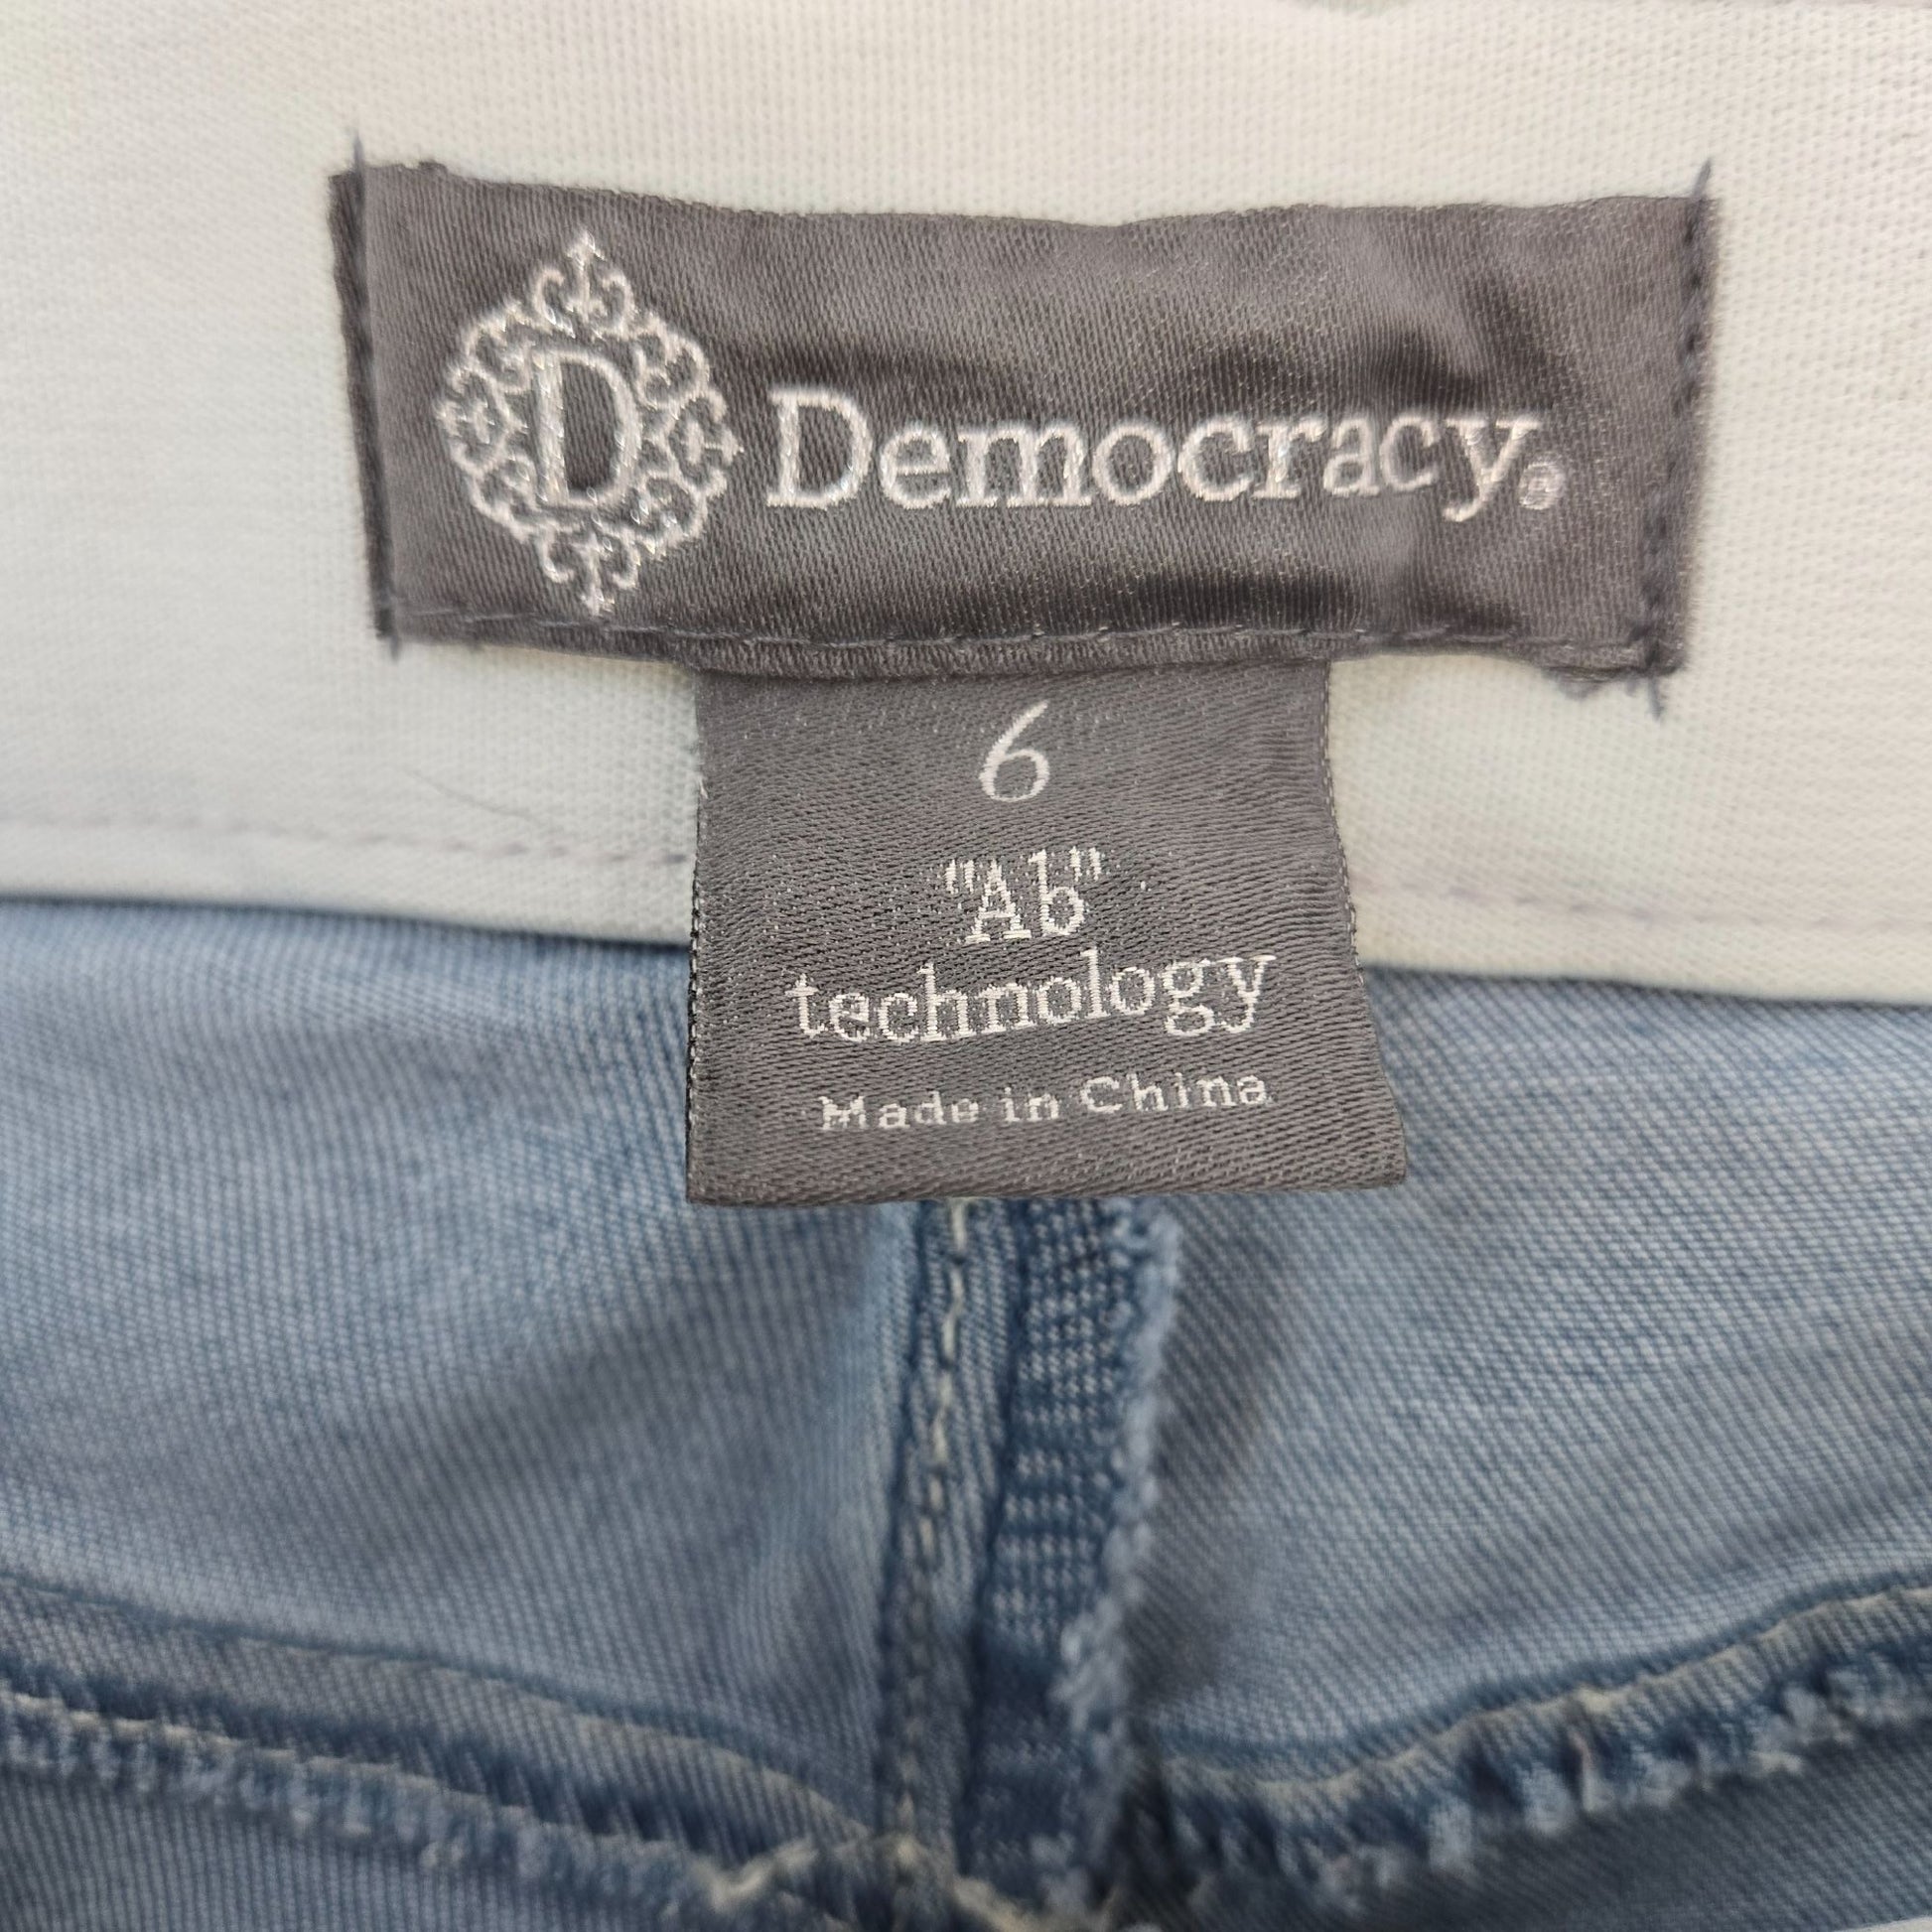 D
Democracy®
6
"Ab"
technology
Made in China